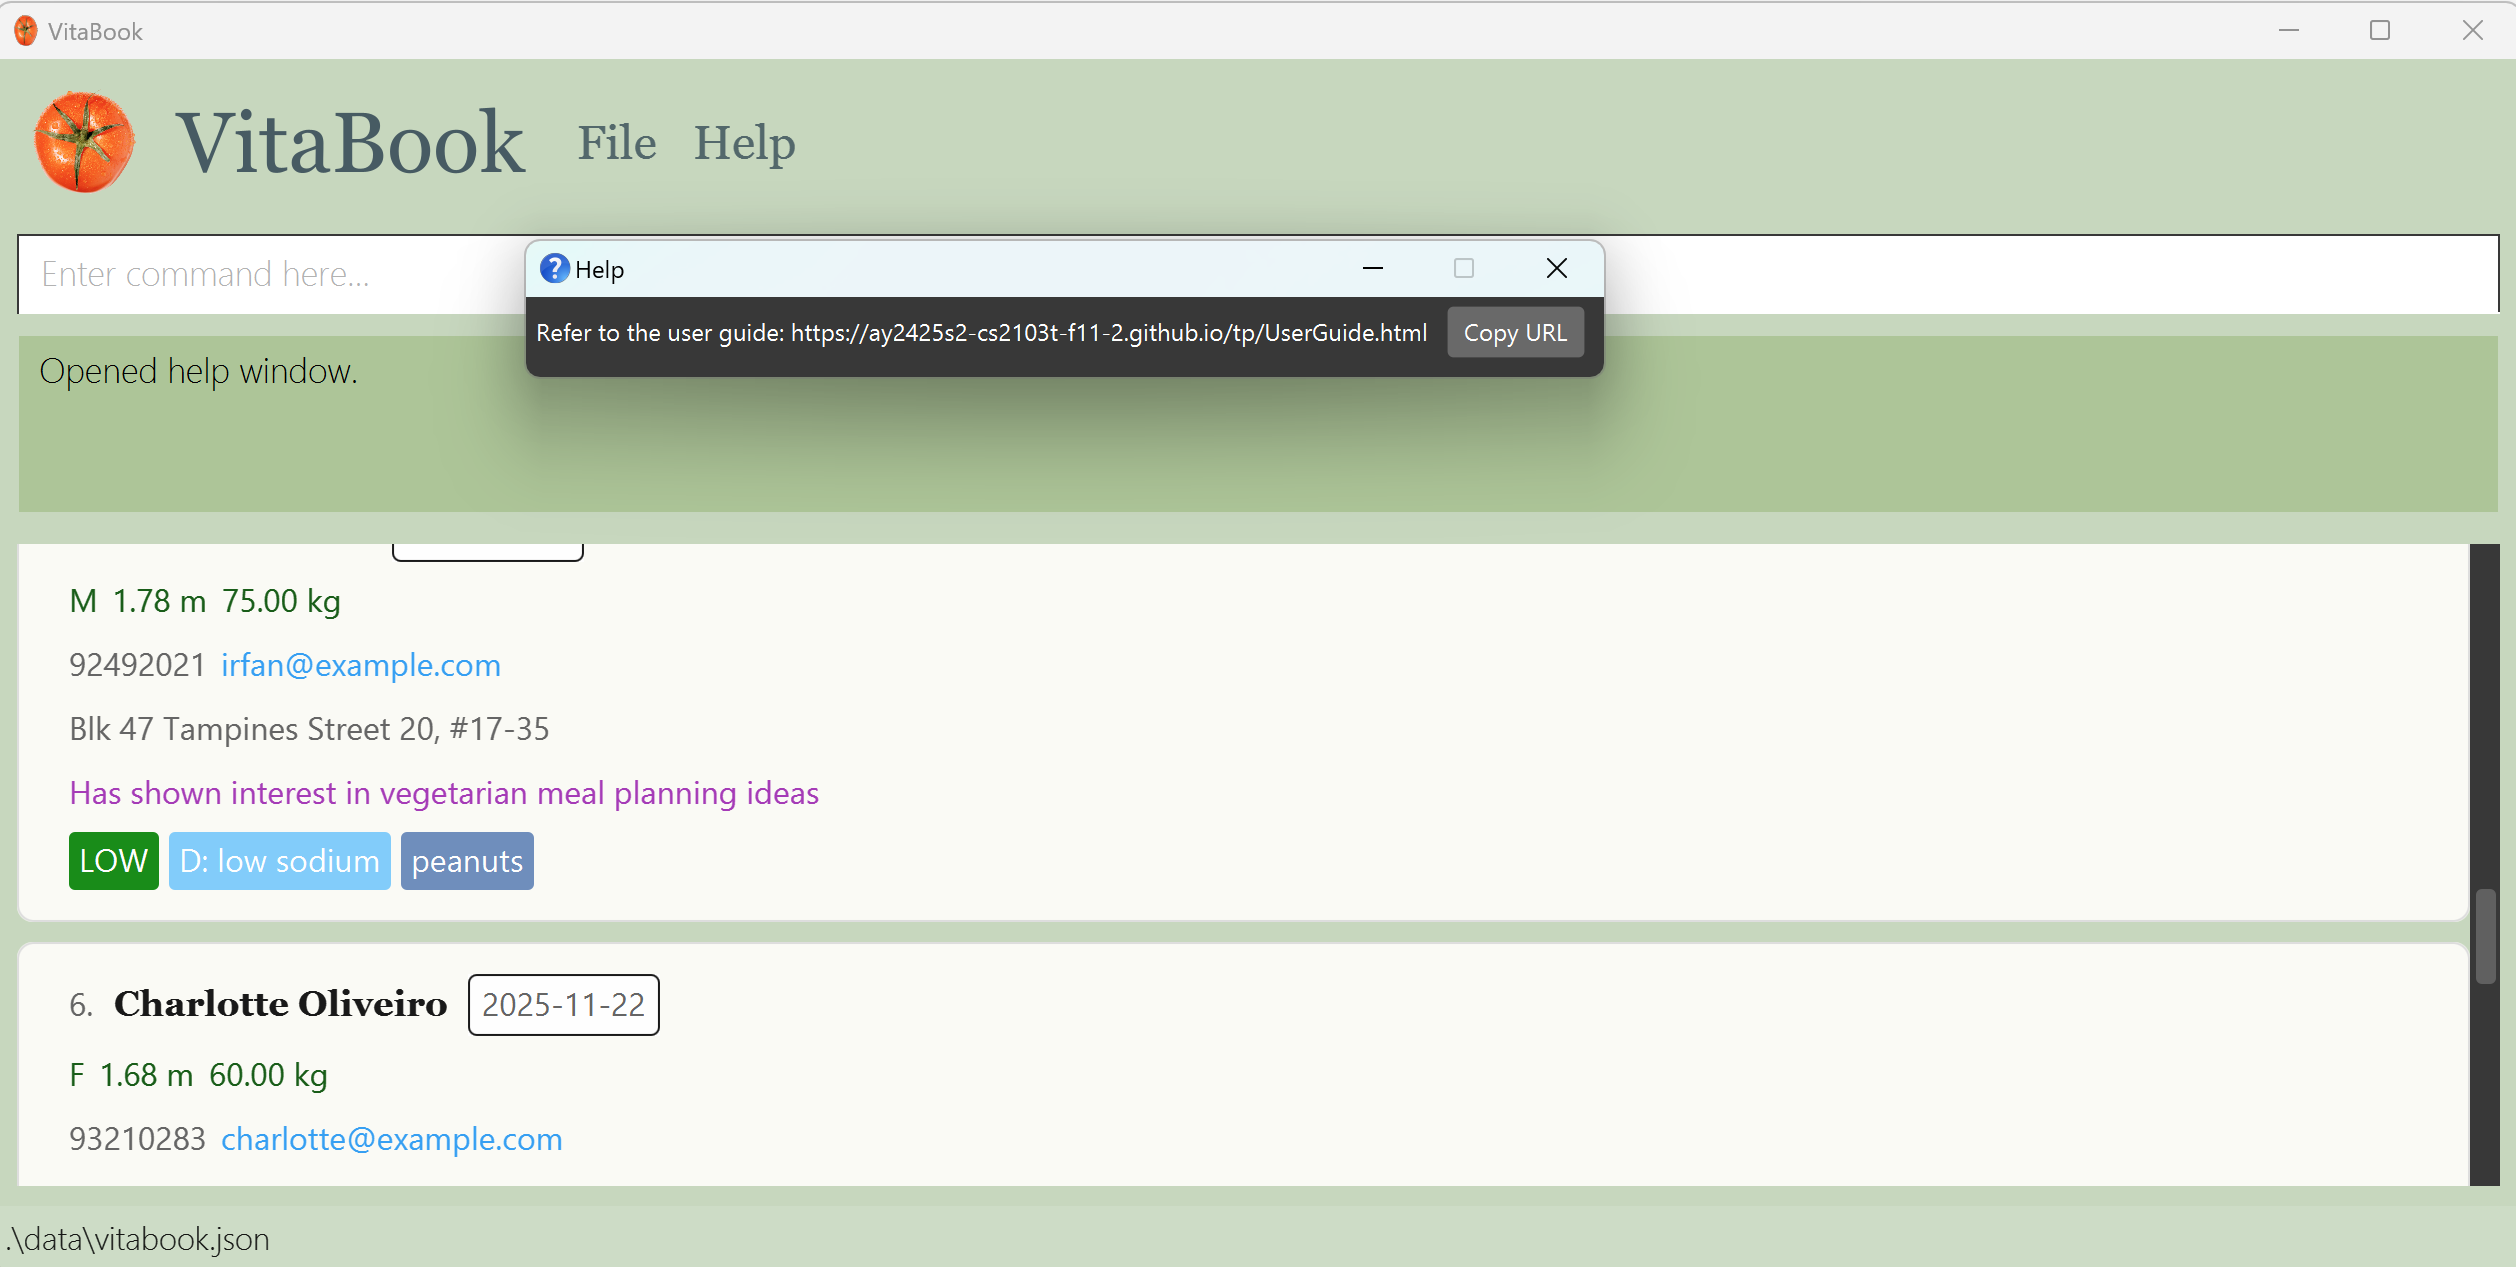 VitaBook
VitaBook File Help
Enter command here...
Help
Refer to the user guide: https://ay2425s2-cs2103t-f11-2.github.io/tp/UserGuide.html Copy URL
Opened help window.
M 1.78 m 75.00 kg
92492021 irfan@example.com
Blk 47 Tampines Street 20, #17-35
Has shown interest in vegetarian meal planning ideas
LOW D: low sodium peanuts
6. Charlotte Oliveiro 2025-11-22
F 1.68 m 60.00 kg
93210283 charlotte@example.com
.\data\vitabook.json